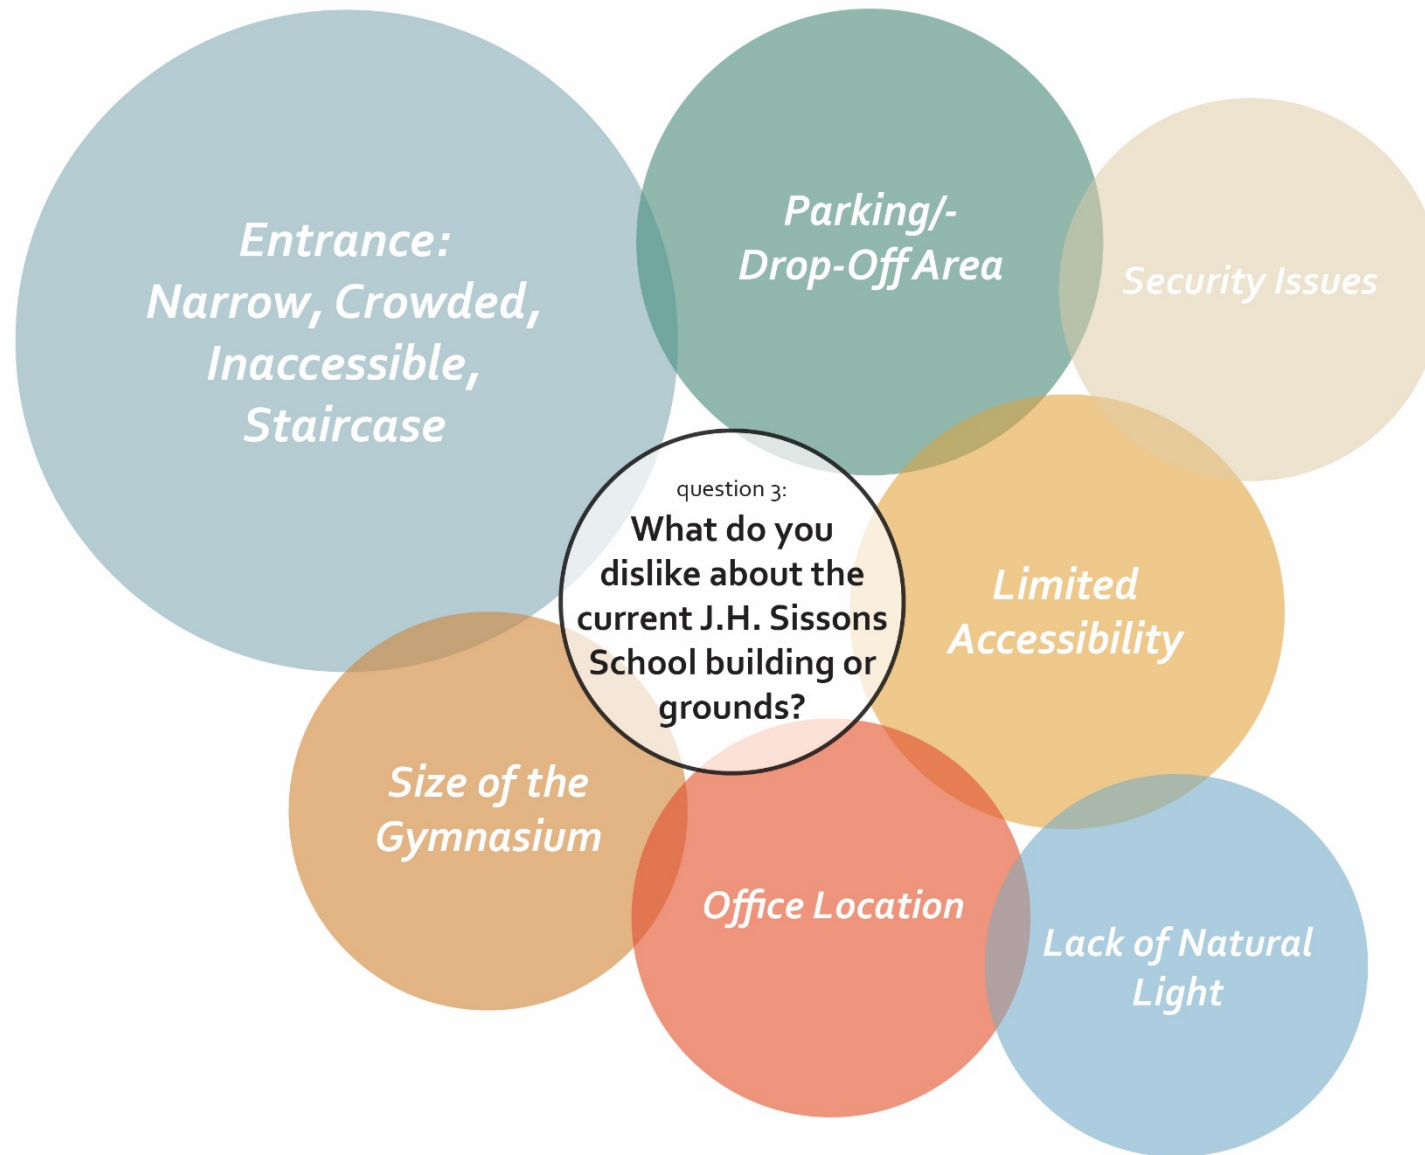 Entrance:
Narrow, Crowded,
Inaccessible,
Staircase
Parking/-
Drop-Off Area
Security Issues
question 3:
What do you
dislike about the
current J.H. Sissons
School building or
grounds?
Limited
Accessibility
Size of the
Gymnasium
Office Location
Lack of Natural
Light